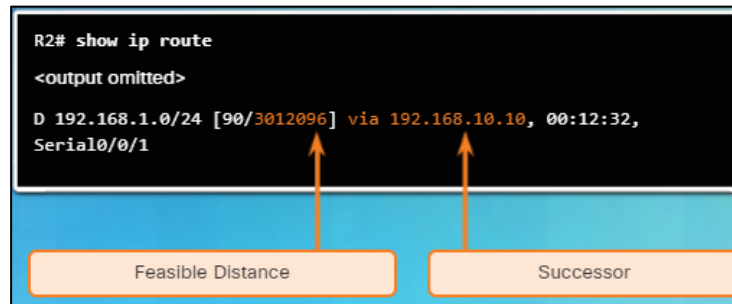 R2# show ip route
<output omitted>
D 192.168.1.0/24 [90/3012096] via 192.168.10.10, 00:12:32,
Serial0/0/1
Feasible Distance
Successor